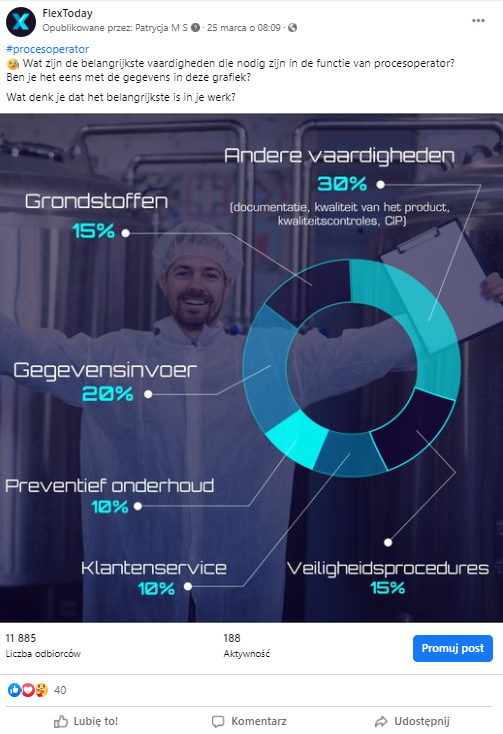 FlexToday
Opublikowane przez: Patrycja M S · 25 marca o 08:09 ·
#procesoperator
🧐 Wat zijn de belangrijkste vaardigheden die nodig zijn in de functie van procesoperator?
Ben je het eens met de gegevens in deze grafiek?
Wat denk je dat het belangrijkste is in je werk?
Andere vaardigheden
30%
(documentatie, kwaliteit van het product,
kwaliteitscontroles, CIP)
Grondstoffen
15%
Gegevensinvoer
20%
Preventief onderhoud
10%
Klantenservice
10%
Veiligheidsprocedures
15%
11 885
Liczba odbiorców
188
Aktywność
Promuj post
40
Lubię to!
Komentarz
Udostępnij